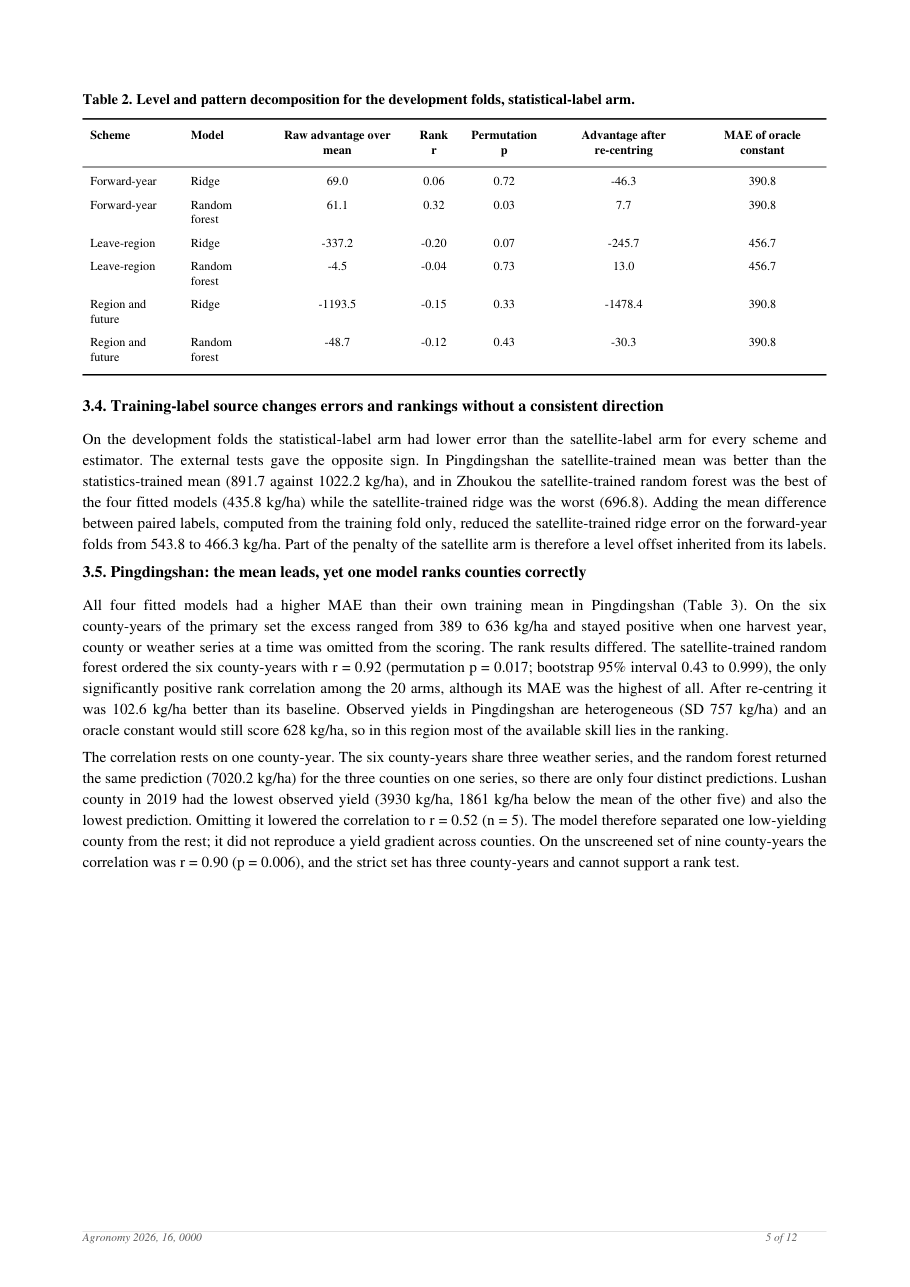 Table 2. Level and pattern decomposition for the development folds, statistical-label arm.
Scheme Model Raw advantage over mean Rank r Permutation p Advantage after re-centring MAE of oracle constant
Forward-year Ridge 69.0 0.06 0.72 -46.3 390.8
Forward-year Random forest 61.1 0.32 0.03 7.7 390.8
Leave-region Ridge -337.2 -0.20 0.07 -245.7 456.7
Leave-region Random forest -4.5 -0.04 0.73 13.0 456.7
Region and future Ridge -1193.5 -0.15 0.33 -1478.4 390.8
Region and future Random forest -48.7 -0.12 0.43 -30.3 390.8
3.4. Training-label source changes errors and rankings without a consistent direction
On the development folds the statistical-label arm had lower error than the satellite-label arm for every scheme and
estimator. The external tests gave the opposite sign. In Pingdingshan the satellite-trained mean was better than the
statistics-trained mean (891.7 against 1022.2 kg/ha), and in Zhoukou the satellite-trained random forest was the best of
the four fitted models (435.8 kg/ha) while the satellite-trained ridge was the worst (696.8). Adding the mean difference
between paired labels, computed from the training fold only, reduced the satellite-trained ridge error on the forward-year
folds from 543.8 to 466.3 kg/ha. Part of the penalty of the satellite arm is therefore a level offset inherited from its labels.
3.5. Pingdingshan: the mean leads, yet one model ranks counties correctly
All four fitted models had a higher MAE than their own training mean in Pingdingshan (Table 3). On the six
county-years of the primary set the excess ranged from 389 to 636 kg/ha and stayed positive when one harvest year,
county or weather series at a time was omitted from the scoring. The rank results differed. The satellite-trained random
forest ordered the six county-years with r = 0.92 (permutation p = 0.017; bootstrap 95% interval 0.43 to 0.999), the only
significantly positive rank correlation among the 20 arms, although its MAE was the highest of all. After re-centring it
was 102.6 kg/ha better than its baseline. Observed yields in Pingdingshan are heterogeneous (SD 757 kg/ha) and an
oracle constant would still score 628 kg/ha, so in this region most of the available skill lies in the ranking.
The correlation rests on one county-year. The six county-years share three weather series, and the random forest returned
the same prediction (7020.2 kg/ha) for the three counties on one series, so there are only four distinct predictions. Lushan
county in 2019 had the lowest observed yield (3930 kg/ha, 1861 kg/ha below the mean of the other five) and also the
lowest prediction. Omitting it lowered the correlation to r = 0.52 (n = 5). The model therefore separated one low-yielding
county from the rest; it did not reproduce a yield gradient across counties. On the unscreened set of nine county-years the
correlation was r = 0.90 (p = 0.006), and the strict set has three county-years and cannot support a rank test.
Agronomy 2026, 16, 0000 5 of 12